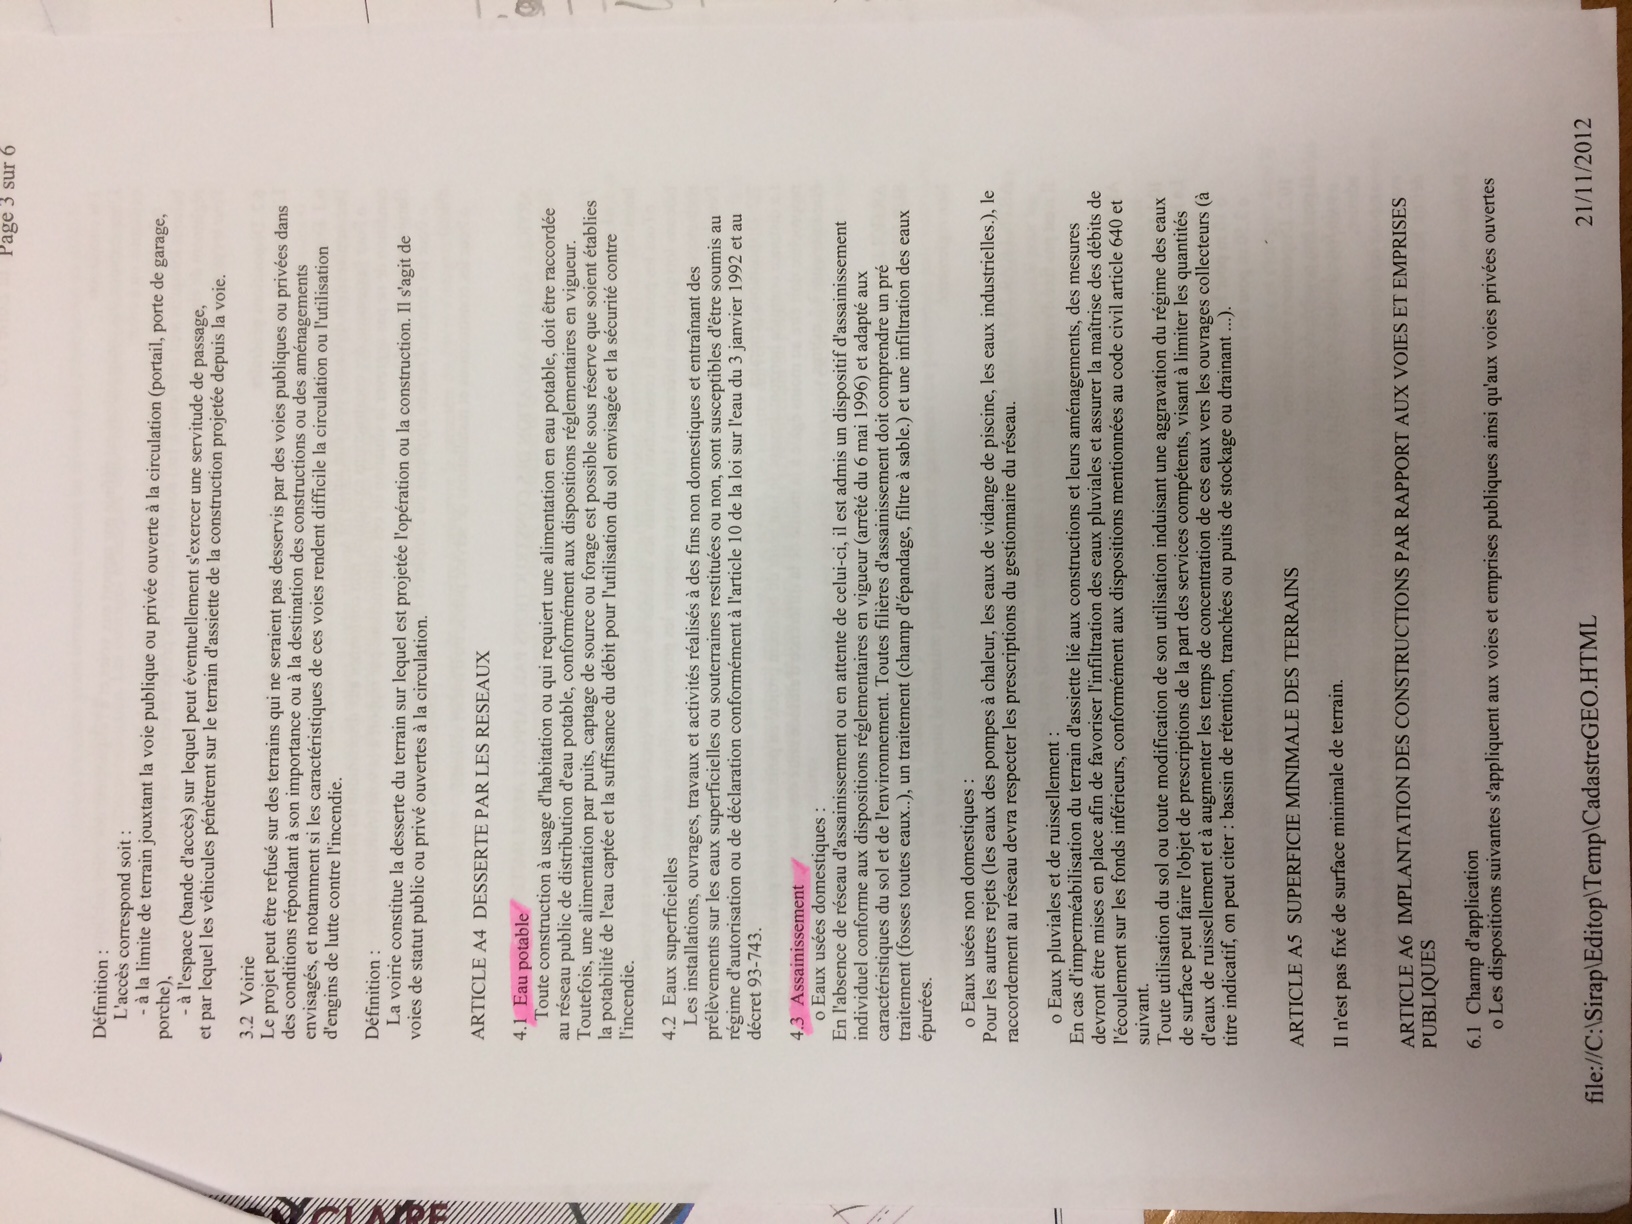 Page 3 sur 6
Définition :
L'accès correspond soit :
- à la limite de terrain jouxtant la voie publique ou privée ouverte à la circulation (portail, porte de garage,
porche),
- à l'espace (bande d'accès) sur lequel peut éventuellement s'exercer une servitude de passage,
et par lequel les véhicules pénètrent sur le terrain d'assiette de la construction projetée depuis la voie.
3.2 Voirie
Le projet peut être refusé sur des terrains qui ne seraient pas desservis par des voies publiques ou privées dans
des conditions répondant à son importance ou à la destination des constructions ou des aménagements
envisagés, et notamment si les caractéristiques de ces voies rendent difficile la circulation ou l'utilisation
d'engins de lutte contre l'incendie.
Définition :
La voirie constitue la desserte du terrain sur lequel est projetée l'opération ou la construction. Il s'agit de
voies de staut public ou privé ouvertes à la circulation.
ARTICLE A4 DESSERTE PAR LES RESEAUX
4.1 Eau potable
Toute construction à usage d'habitation ou qui requiert une alimentation en eau potable, doit être raccordée
au réseau public de distribution d'eau potable, conformément aux dispositions réglementaires en vigueur.
Toutefois, une alimentation par puits, captage de source ou forage est possible sous réserve que soient établies
la potabilité de l'eau captée et la suffisance du débit pour l'utilisation du sol envisagée et la sécurité contre
l'incendie.
4.2 Eaux superficielles
Les installations, ouvrages, travaux et activités réalisés à des fins non domestiques et entraînant des
prélèvements sur les eaux superficielles ou souterraines restituées ou non, sont susceptibles d'être soumis au
régime d'autorisation ou de déclaration conformément à l'article 10 de la loi sur l'eau du 3 janvier 1992 et au
décret 93-743.
4.3 Assainissement
o Eaux usées domestiques :
En l'absence de réseau d'assainissement ou en attente de celui-ci, il est admis un dispositif d'assainissement
individuel conforme aux dispositions réglementaires en vigueur (arrêté du 6 mai 1996) et adapté aux
caractéristiques du sol et de l'environnement. Toutes filières d'assainissement doit comprendre un pré
traitement (fosses toutes eaux..), un traitement (champ d'épandage, filtre à sable.) et une infiltration des eaux
épurées.
o Eaux usées non domestiques :
Pour les autres rejets (les eaux des pompes à chaleur, les eaux de vidange de piscine, les eaux industrielles.), le
raccordement au réseau devra respecter les prescriptions du gestionnaire du réseau.
o Eaux pluviales et de ruissellement :
En cas d'imperméabilisation du terrain d'assiette lié aux constructions et leurs aménagements, des mesures
devront être mises en place afin de favoriser l'infiltration des eaux pluviales et assurer la maîtrise des débits de
l'écoulement sur les fonds inférieurs, conformément aux dispositions mentionnées au code civil article 640 et
suivant.
Toute utilisation du sol ou toute modification de son utilisation induisant une aggravation du régime des eaux
de surface peut faire l'objet de prescriptions de la part des services compétents, visant à limiter les quantités
d'eaux de ruissellement et à augmenter les temps de concentration de ces eaux vers les ouvrages collecteurs (à
titre indicatif, on peut citer : bassin de rétention, tranchées ou puits de stockage ou drainant ...).
ARTICLE A5 SUPERFICIE MINIMALE DES TERRAINS
Il n'est pas fixé de surface minimale de terrain.
ARTICLE A6 IMPLANTATION DES CONSTRUCTIONS PAR RAPPORT AUX VOIES ET EMPRISES
PUBLIQUES
6.1 Champ d'application
o Les dispositions suivantes s'appliquent aux voies et emprises publiques ainsi qu'aux voies privées ouvertes
file://C:\Sirap\Editop\Temp\CadastreGEO.HTML 21/11/2012